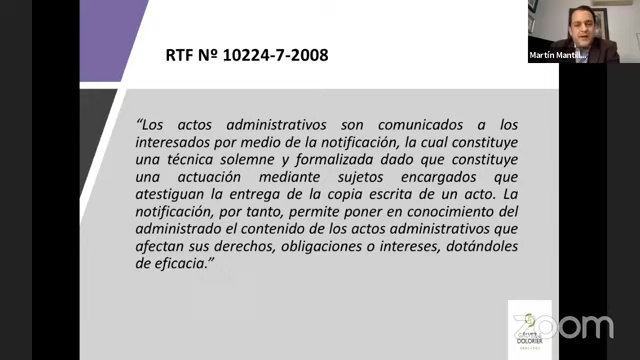 RTF Nº 10224-7-2008
Martín Mantill...
“Los actos administrativos son comunicados a los
interesados por medio de la notificación, la cual constituye
una técnica solemne y formalizada dado que constituye
una actuación mediante sujetos encargados que
atestiguan la entrega de la copia escrita de un acto. La
notificación, por tanto, permite poner en conocimiento del
administrado el contenido de los actos administrativos que
afectan sus derechos, obligaciones o intereses, dotándoles
de eficacia.”
zoom
DOLORIER